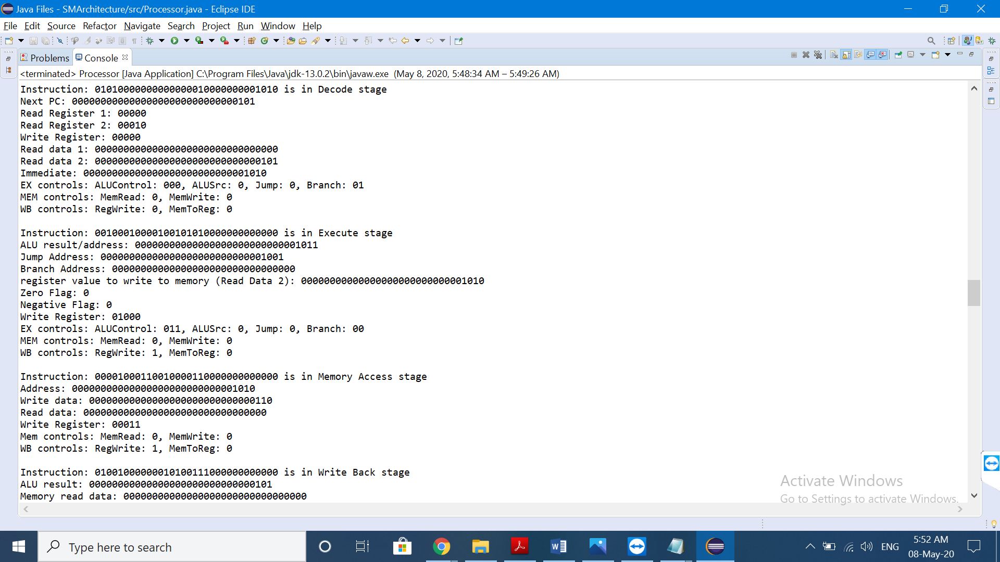 Java Files - SMArchitecture/src/Processor.java - Eclipse IDE
File Edit Source Refactor Navigate Search Project Run Window Help
Problems Console
<terminated> Processor [Java Application] C:\Program Files\Java\jdk-13.0.2\bin\javaw.exe (May 8, 2020, 5:48:34 AM – 5:49:26 AM)
Instruction: 01010000000000000010000000001010 is in Decode stage
Next PC: 00000000000000000000000000000101
Read Register 1: 00000
Read Register 2: 00010
Write Register: 00000
Read data 1: 00000000000000000000000000000000
Read data 2: 00000000000000000000000000000101
Immediate: 00000000000000000000000000001010
EX controls: ALUControl: 000, ALUSrc: 0, Jump: 0, Branch: 01
MEM controls: MemRead: 0, MemWrite: 0
WB controls: RegWrite: 0, MemToReg: 0
Instruction: 00100010000100101010000000000000 is in Execute stage
ALU result/address: 00000000000000000000000000001011
Jump Address: 00000000000000000000000000001001
Branch Address: 00000000000000000000000000000000
register value to write to memory (Read Data 2): 00000000000000000000000000001010
Zero Flag: 0
Negative Flag: 0
Write Register: 01000
EX controls: ALUControl: 011, ALUSrc: 0, Jump: 0, Branch: 00
MEM controls: MemRead: 0, MemWrite: 0
WB controls: RegWrite: 1, MemToReg: 0
Instruction: 00001000110010000110000000000000 is in Memory Access stage
Address: 00000000000000000000000000001010
Write data: 00000000000000000000000000000110
Read data: 00000000000000000000000000000000
Write Register: 00011
Mem controls: MemRead: 0, MemWrite: 0
WB controls: RegWrite: 1, MemToReg: 0
Instruction: 01001000000010100111000000000000 is in Write Back stage
ALU result: 00000000000000000000000000000101
Memory read data: 00000000000000000000000000000000
Activate Windows
Go to Settings to activate Windows.
Type here to search
ENG
5:52 AM
08-May-20